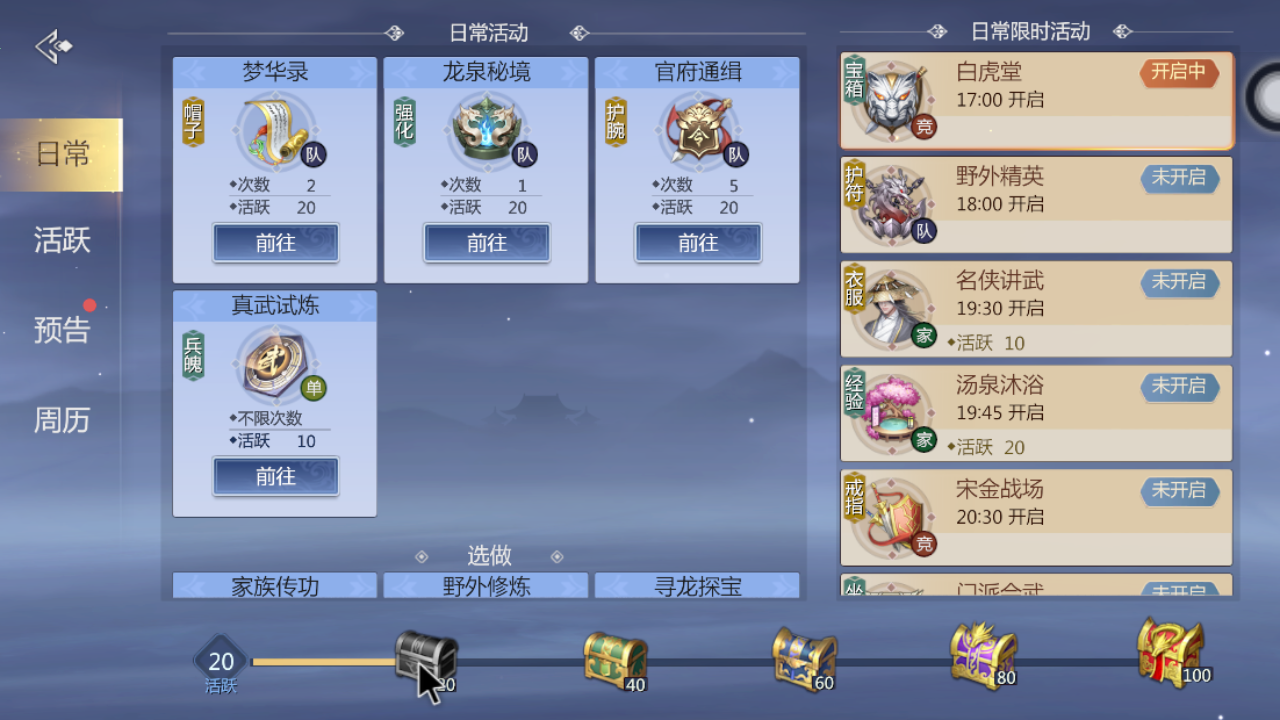 日常活动
日常限时活动
日常
活跃
预告
周历
梦华录
帽子
队
次数 2
活跃 20
前往
龙泉秘境
强化
队
次数 1
活跃 20
前往
官府通缉
护腕
令
队
次数 5
活跃 20
前往
真武试炼
兵魄
武
单
不限次数
活跃 10
前往
选做
家族传功
野外修炼
寻龙探宝
宝箱
竞
白虎堂
17:00 开启
开启中
护符
队
野外精英
18:00 开启
未开启
衣服
家
名侠讲武
19:30 开启
活跃 10
未开启
经验
家
汤泉沐浴
19:45 开启
活跃 20
未开启
戒指
竞
宋金战场
20:30 开启
未开启
坐
门派会武
未开启
20
活跃
20
40
60
80
100